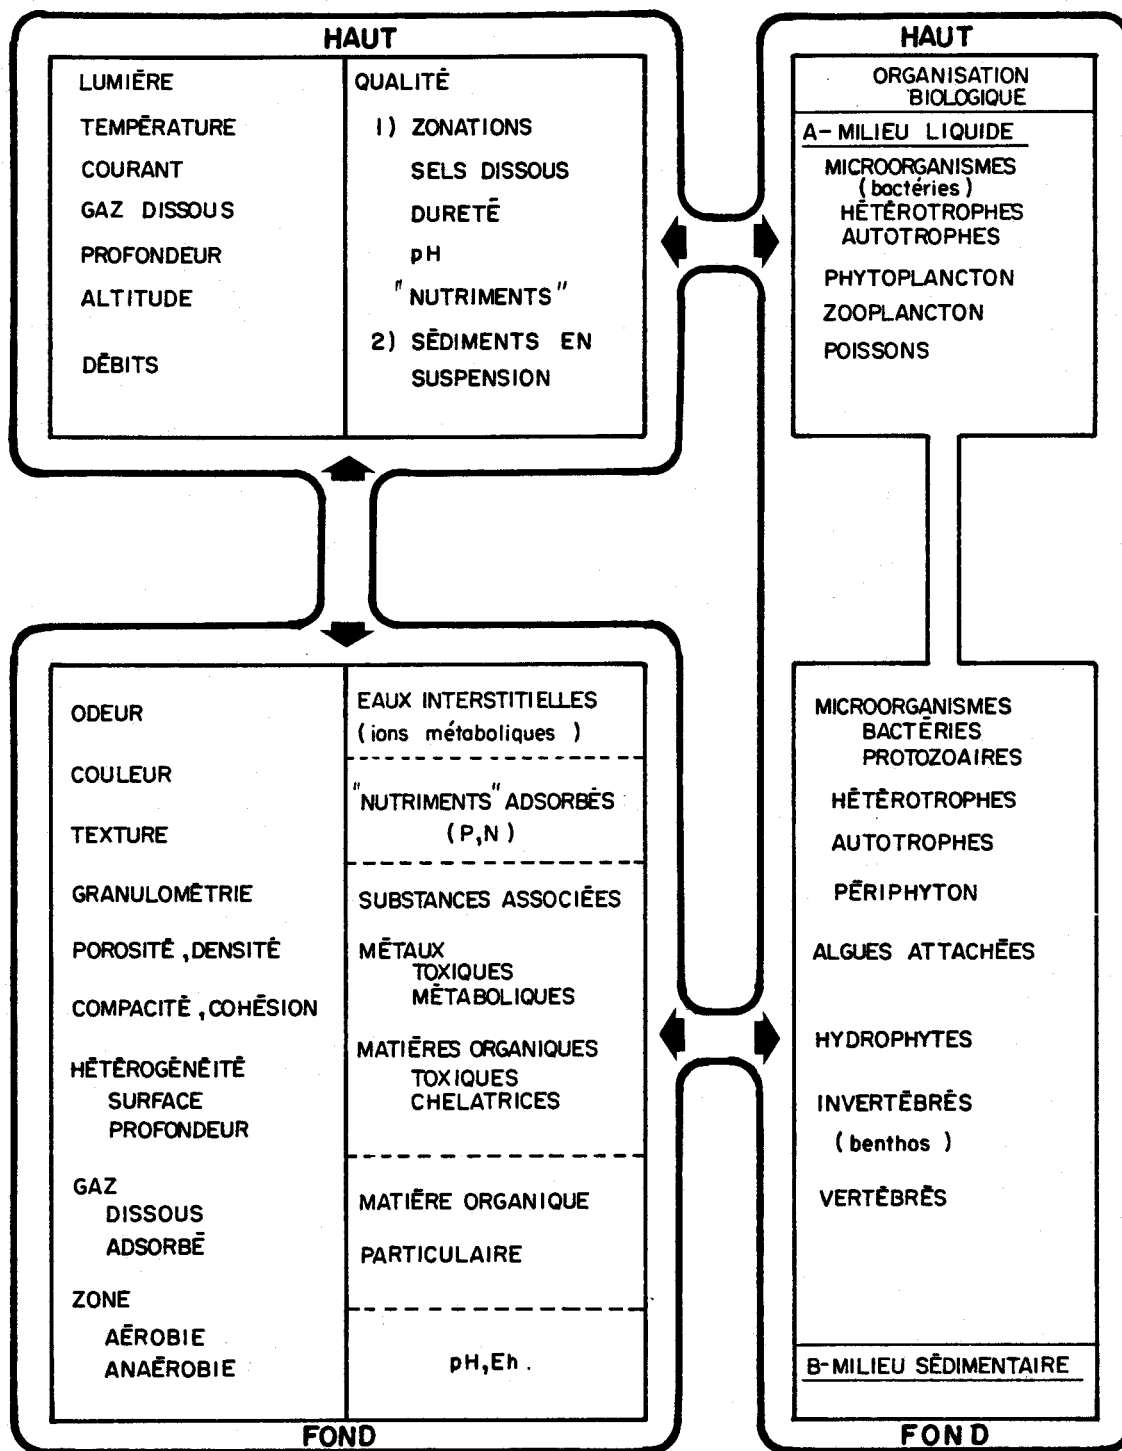 HAUT
LUMIÈRE
TEMPÉRATURE
COURANT
GAZ DISSOUS
PROFONDEUR
ALTITUDE
DÉBITS
QUALITÉ
1) ZONATIONS
SELS DISSOUS
DURETÉ
pH
"NUTRIMENTS"
2) SÉDIMENTS EN
SUSPENSION
HAUT
ORGANISATION
BIOLOGIQUE
A-MILIEU LIQUIDE
MICROORGANISMES
(bactéries)
HÉTÉROTROPHES
AUTOTROPHES
PHYTOPLANCTON
ZOOPLANCTON
POISSONS
ODEUR
COULEUR
TEXTURE
GRANULOMÉTRIE
POROSITÉ, DENSITÉ
COMPACITÉ, COHÉSION
HÉTÉROGÉNÉITÉ
SURFACE
PROFONDEUR
GAZ
DISSOUS
ADSORBÉ
ZONE
AÉROBIE
ANAÉROBIE
EAUX INTERSTITIELLES
(ions métaboliques)
"NUTRIMENTS" ADSORBÉS
(P,N)
SUBSTANCES ASSOCIÉES
MÉTAUX
TOXIQUES
MÉTABOLIQUES
MATIÈRES ORGANIQUES
TOXIQUES
CHELATRICES
MATIÈRE ORGANIQUE
PARTICULAIRE
pH,Eh.
FOND
MICROORGANISMES
BACTÉRIES
PROTOZOAIRES
HÉTÉROTROPHES
AUTOTROPHES
PÉRIPHYTON
ALGUES ATTACHÉES
HYDROPHYTES
INVERTÉBRÉS
(benthos)
VERTÉBRÉS
B-MILIEU SÉDIMENTAIRE
FOND